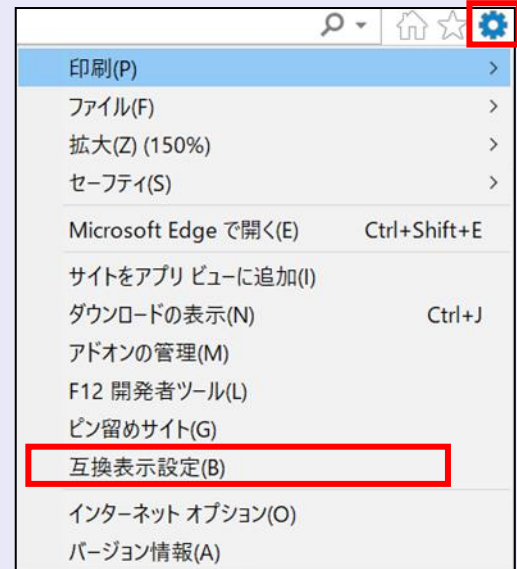 印刷(P)
ファイル(F)
拡大(Z) (150%)
セーフティ(S)
Microsoft Edge で開く(E) Ctrl+Shift+E
サイトをアプリ ビューに追加(I)
ダウンロードの表示(N) Ctrl+J
アドオンの管理(M)
F12 開発者ツール(L)
ピン留めサイト(G)
互換表示設定(B)
インターネット オプション(O)
バージョン情報(A)